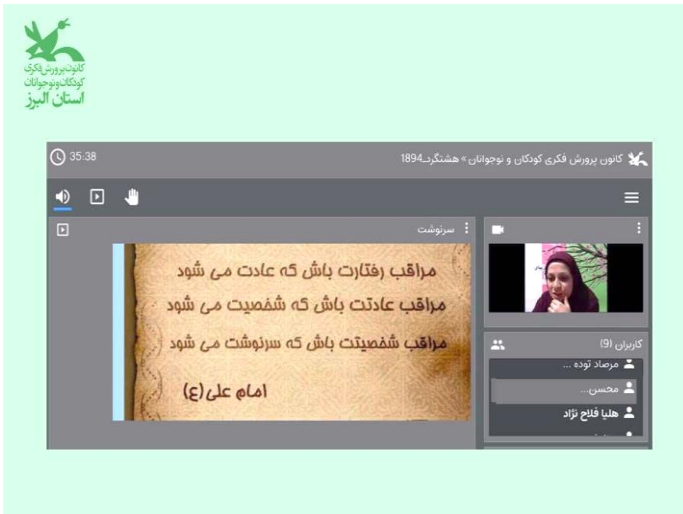 کانون پرورش فکری
کودکان و نوجوانان
استان البرز
35:38
کانون پرورش فکری کودکان و نوجوانان » هشتگرد_1894
سرنوشت
مراقب رفتارت باش که عادت می شود
مراقب عادتت باش که شخصیت می شود
مراقب شخصیتت باش که سرنوشت می شود
امام علی(ع)
کاربران (9)
مرصاد توده ...
محسن...
هلیا فلاح نژاد